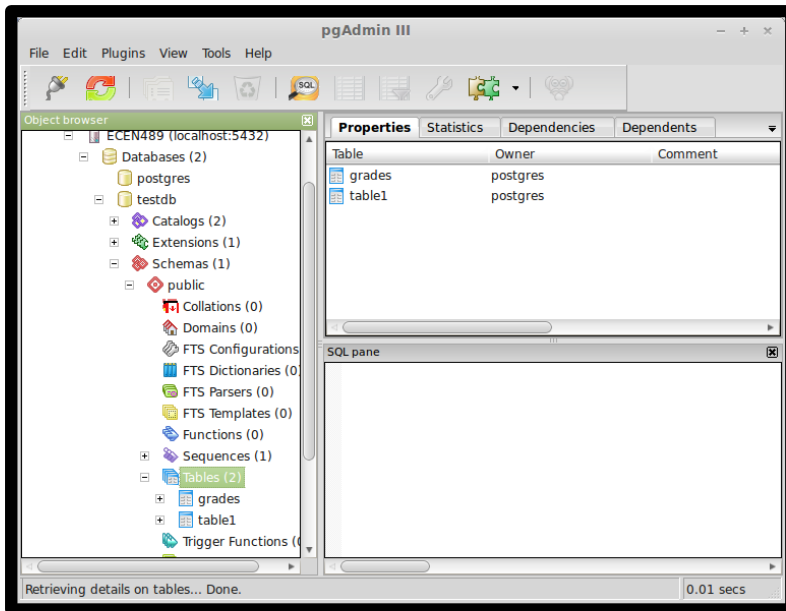 pgAdmin III
File Edit Plugins View Tools Help
SQL
Object browser
ECEN489 (localhost:5432)
Databases (2)
postgres
testdb
Catalogs (2)
Extensions (1)
Schemas (1)
public
Collations (0)
Domains (0)
FTS Configurations
FTS Dictionaries (0)
FTS Parsers (0)
FTS Templates (0)
Functions (0)
Sequences (1)
Tables (2)
grades
table1
Trigger Functions (
Properties Statistics Dependencies Dependents
Table Owner Comment
grades postgres
table1 postgres
SQL pane
Retrieving details on tables... Done. 0.01 secs